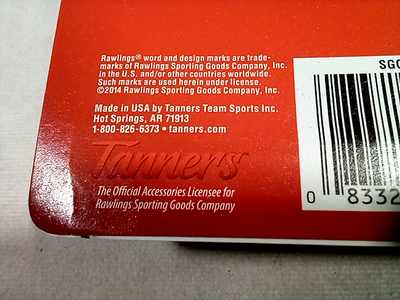 Rawlings® word and design marks are trade-
marks of Rawlings Sporting Goods Company, Inc.
in the U.S. and/or other countries worldwide.
Such marks are used herein under license.
©2014 Rawlings Sporting Goods Company, Inc.
Made in USA by Tanners Team Sports Inc.
Hot Springs, AR 71913
1-800-826-6373 • tanners.com
Tanners™
The Official Accessories Licensee for
Rawlings Sporting Goods Company
SGC
0 8332